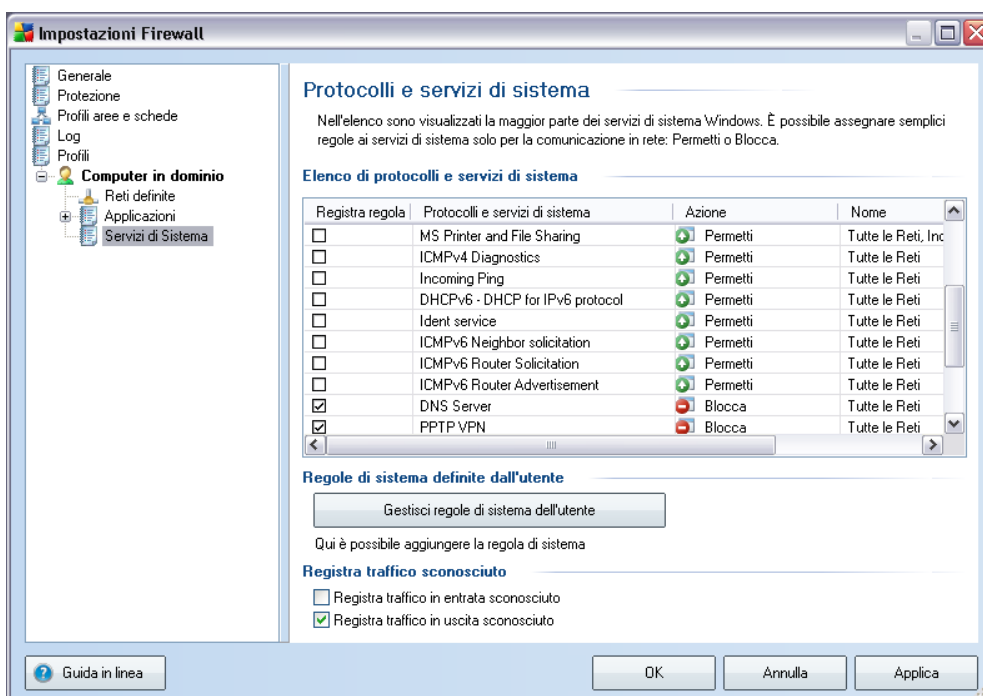 Impostazioni Firewall
Generale
Protezione
Profili aree e schede
Log
Profili
Computer in dominio
Reti definite
Applicazioni
Servizi di Sistema
Protocolli e servizi di sistema
Nell'elenco sono visualizzati la maggior parte dei servizi di sistema Windows. È possibile assegnare semplici
regole ai servizi di sistema solo per la comunicazione in rete: Permetti o Blocca.
Elenco di protocolli e servizi di sistema
Registra regola Protocolli e servizi di sistema Azione Nome
MS Printer and File Sharing Permetti Tutte le Reti, Inc
ICMPv4 Diagnostics Permetti Tutte le Reti
Incoming Ping Permetti Tutte le Reti
DHCPv6 - DHCP for IPv6 protocol Permetti Tutte le Reti
Ident service Permetti Tutte le Reti
ICMPv6 Neighbor solicitation Permetti Tutte le Reti
ICMPv6 Router Solicitation Permetti Tutte le Reti
ICMPv6 Router Advertisement Permetti Tutte le Reti
DNS Server Blocca Tutte le Reti
PPTP VPN Blocca Tutte le Reti
Regole di sistema definite dall'utente
Gestisci regole di sistema dell'utente
Qui è possibile aggiungere la regola di sistema
Registra traffico sconosciuto
Registra traffico in entrata sconosciuto
Registra traffico in uscita sconosciuto
Guida in linea OK Annulla Applica